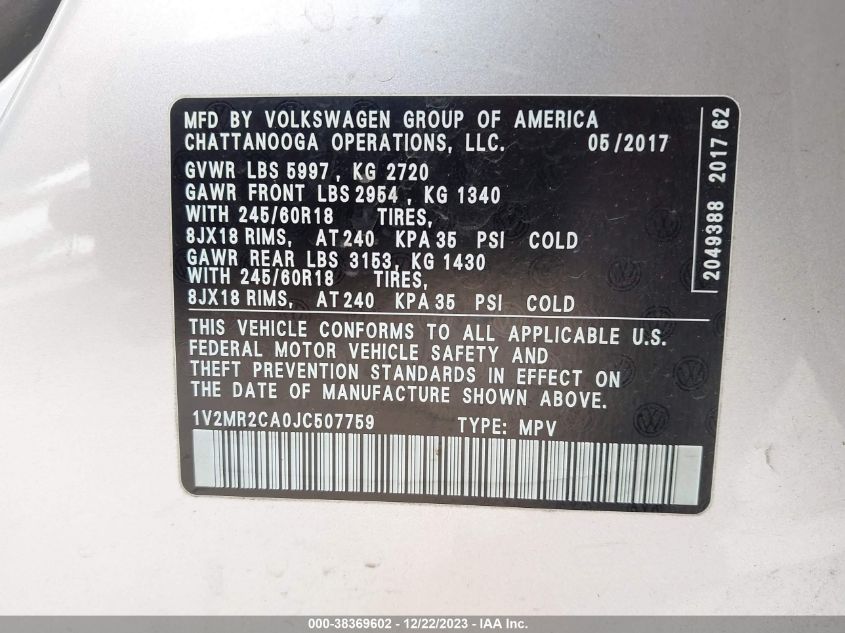 MFD BY VOLKSWAGEN GROUP OF AMERICA
CHATTANOOGA OPERATIONS, LLC. 05/2017
GVWR LBS 5997, KG 2720
GAWR FRONT LBS 2954, KG 1340
WITH 245/60R18 TIRES,
8JX18 RIMS, AT 240 KPA 35 PSI COLD
GAWR REAR LBS 3153, KG 1430
WITH 245/60R18 TIRES,
8JX18 RIMS, AT 240 KPA 35 PSI COLD
THIS VEHICLE CONFORMS TO ALL APPLICABLE U.S.
FEDERAL MOTOR VEHICLE SAFETY AND
THEFT PREVENTION STANDARDS IN EFFECT ON
THE DATE OF MANUFACTURE SHOWN ABOVE.
1V2MR2CA0JC507759 TYPE: MPV
2049388 2017 62
000-38369602 - 12/22/2023 - IAA Inc.